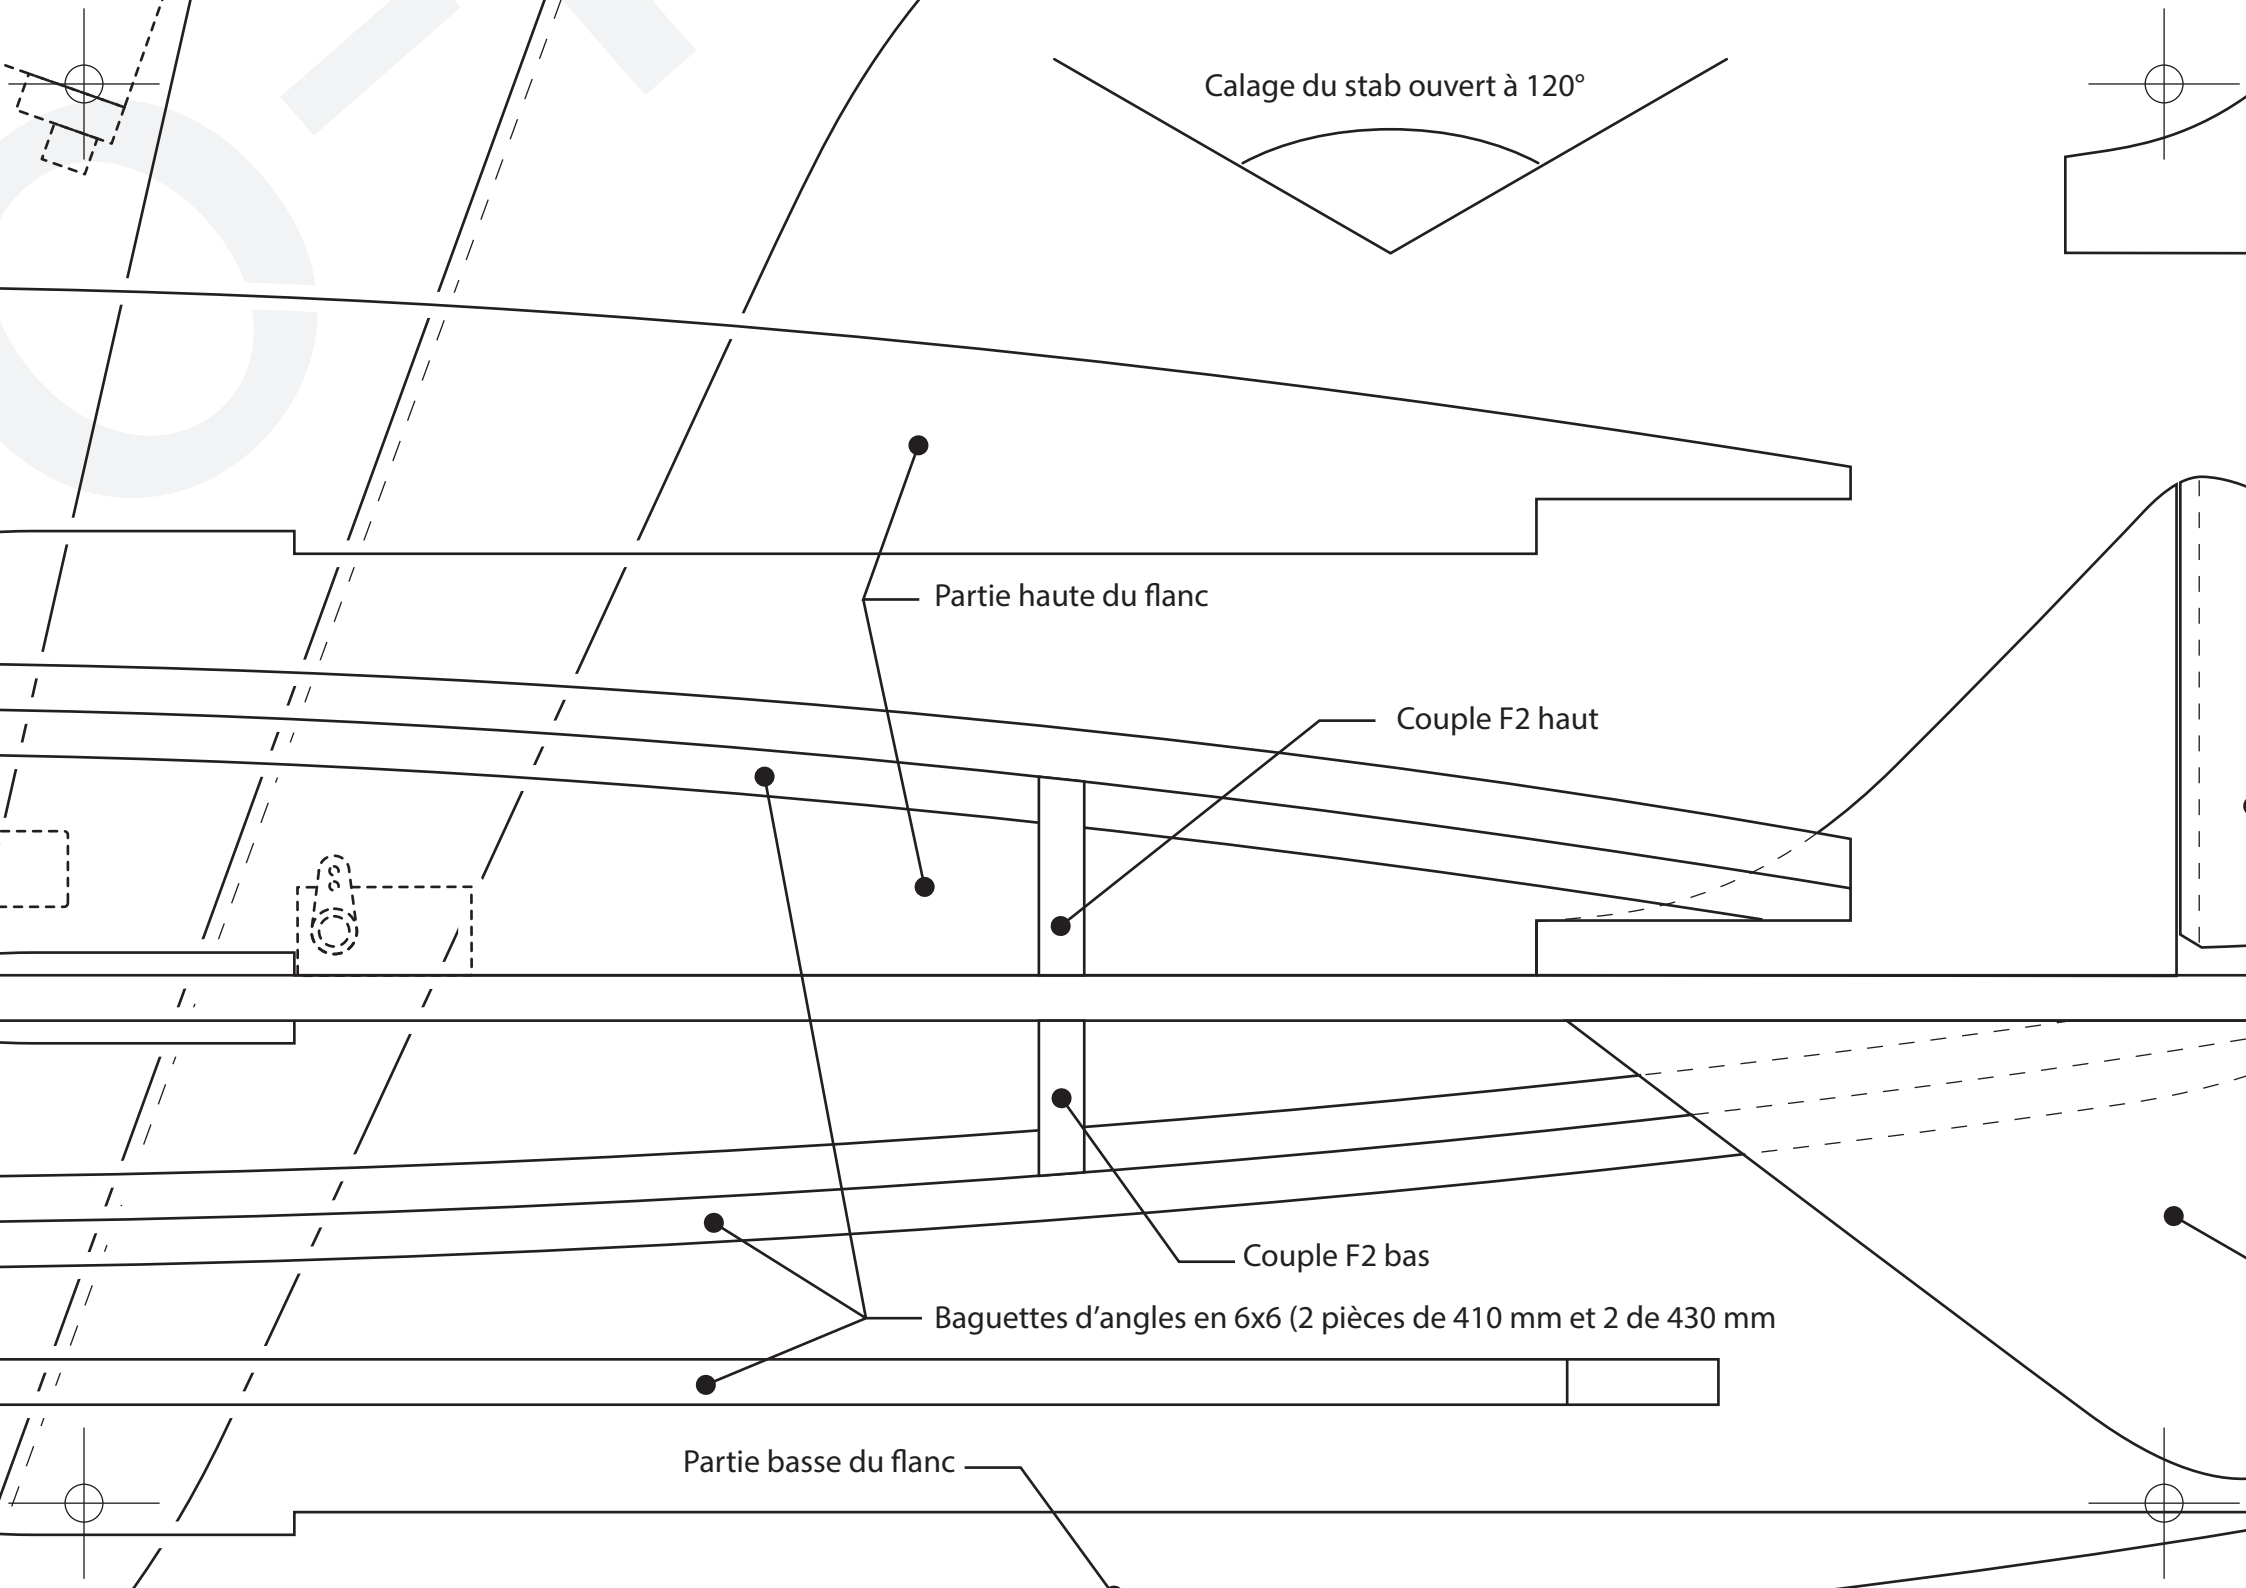 Calage du stab ouvert à 120°
Partie haute du flanc
Couple F2 haut
Couple F2 bas
Baguettes d’angles en 6x6 (2 pièces de 410 mm et 2 de 430 mm
Partie basse du flanc